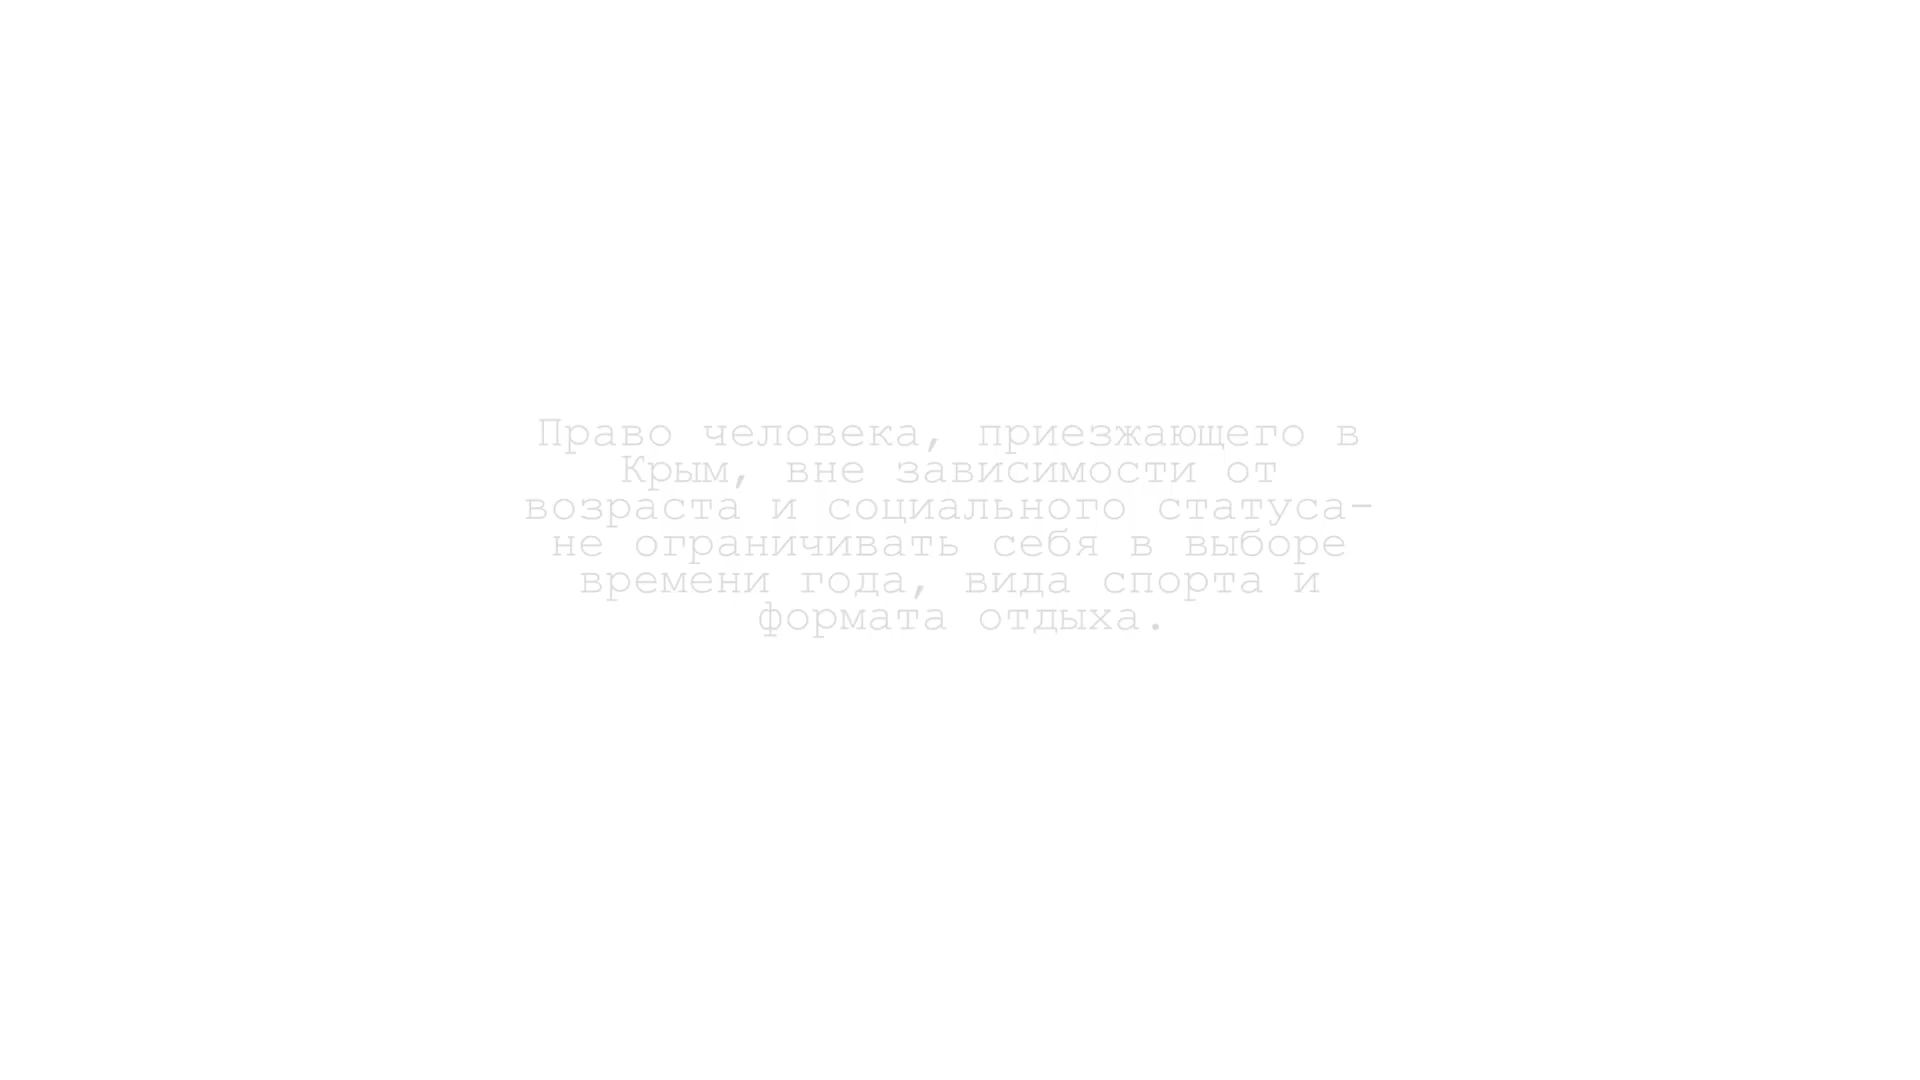 Право человека, приезжающего в
Крым, вне зависимости от
возраста и социального статуса-
не ограничивать себя в выборе
времени года, вида спорта и
формата отдыха.